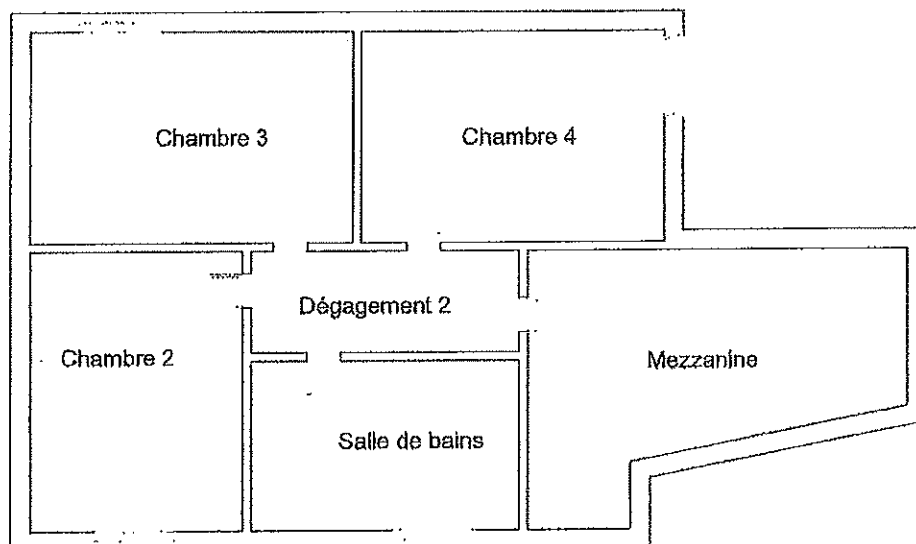 Chambre 3
Chambre 4
Dégagement 2
Chambre 2
Mezzanine
Salle de bains